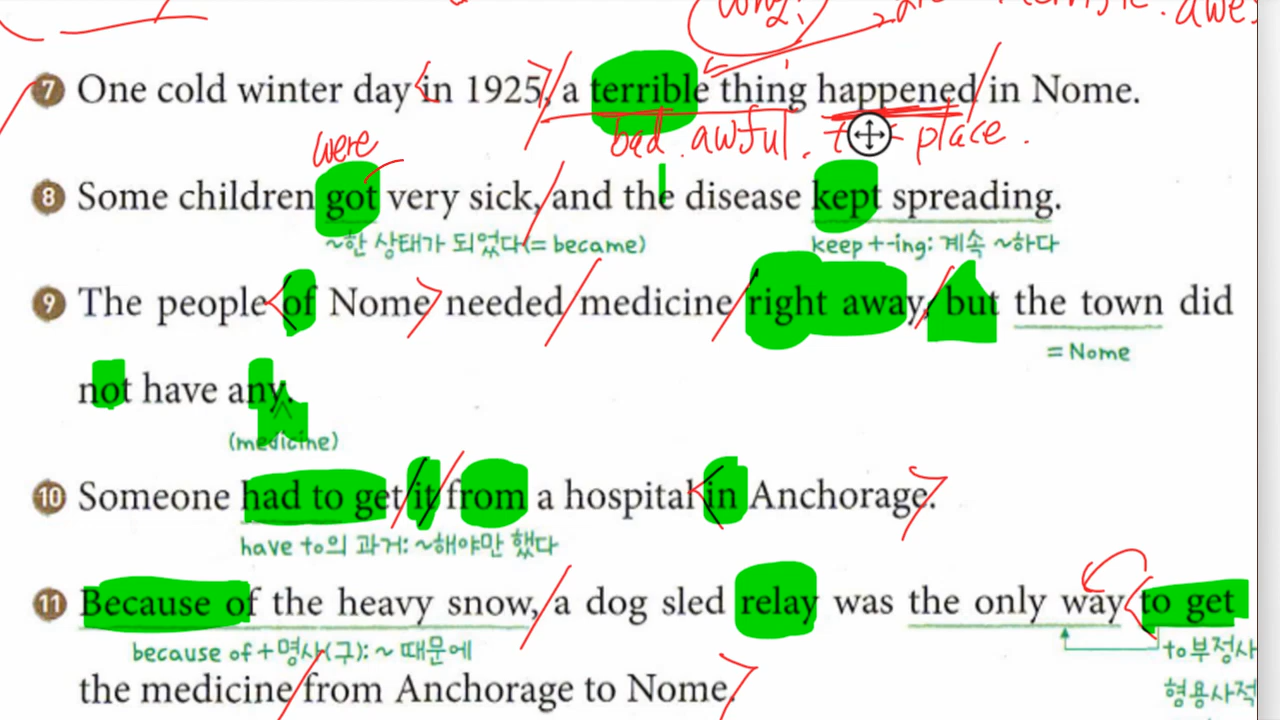 7 One cold winter day in 1925, a terrible thing happened in Nome.
bad. awful. place.
were
8 Some children got very sick, and the disease kept spreading.
~한 상태가 되었다(= became) keep +-ing: 계속 ~하다
9 The people of Nome needed medicine right away, but the town did
= Nome
not have any.
(medicine)
10 Someone had to get it from a hospital in Anchorage.
have to의 과거: ~해야만 했다
11 Because of the heavy snow, a dog sled relay was the only way to get
because of + 명사(구): ~ 때문에 to부정사
the medicine from Anchorage to Nome.
형용사적